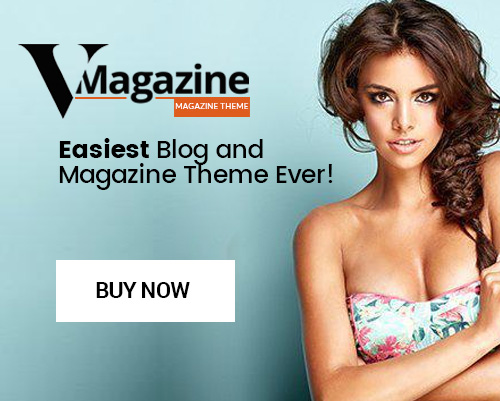 VMagazine
MAGAZINE THEME
Easiest Blog and
Magazine Theme Ever!
BUY NOW